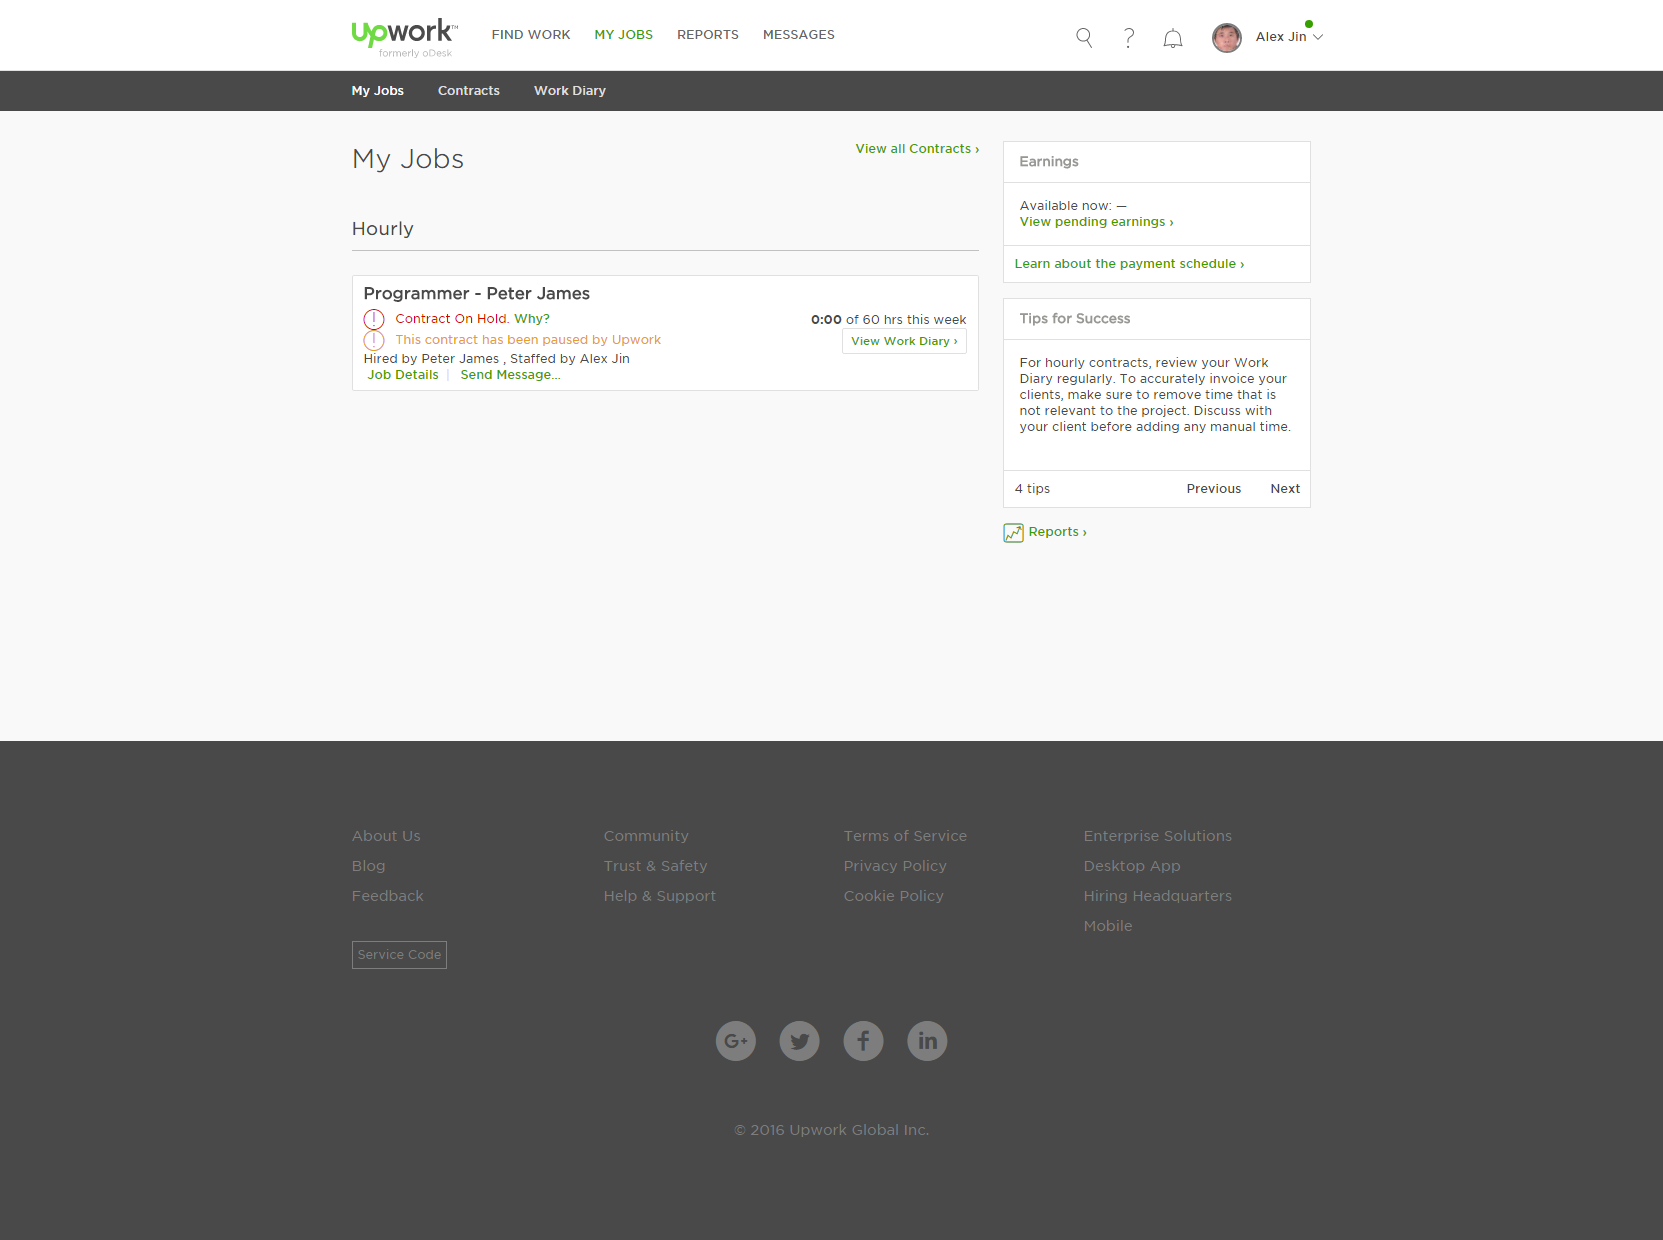 Upwork™
formerly oDesk
FIND WORK MY JOBS REPORTS MESSAGES
Alex Jin
My Jobs Contracts Work Diary
My Jobs
View all Contracts ›
Hourly
Programmer - Peter James
Contract On Hold. Why?
0:00 of 60 hrs this week
This contract has been paused by Upwork
View Work Diary ›
Hired by Peter James , Staffed by Alex Jin
Job Details | Send Message...
Earnings
Available now: —
View pending earnings ›
Learn about the payment schedule ›
Tips for Success
For hourly contracts, review your Work
Diary regularly. To accurately invoice your
clients, make sure to remove time that is
not relevant to the project. Discuss with
your client before adding any manual time.
4 tips Previous Next
Reports ›
About Us Community Terms of Service Enterprise Solutions
Blog Trust & Safety Privacy Policy Desktop App
Feedback Help & Support Cookie Policy Hiring Headquarters
Mobile
Service Code
G+ f in
© 2016 Upwork Global Inc.